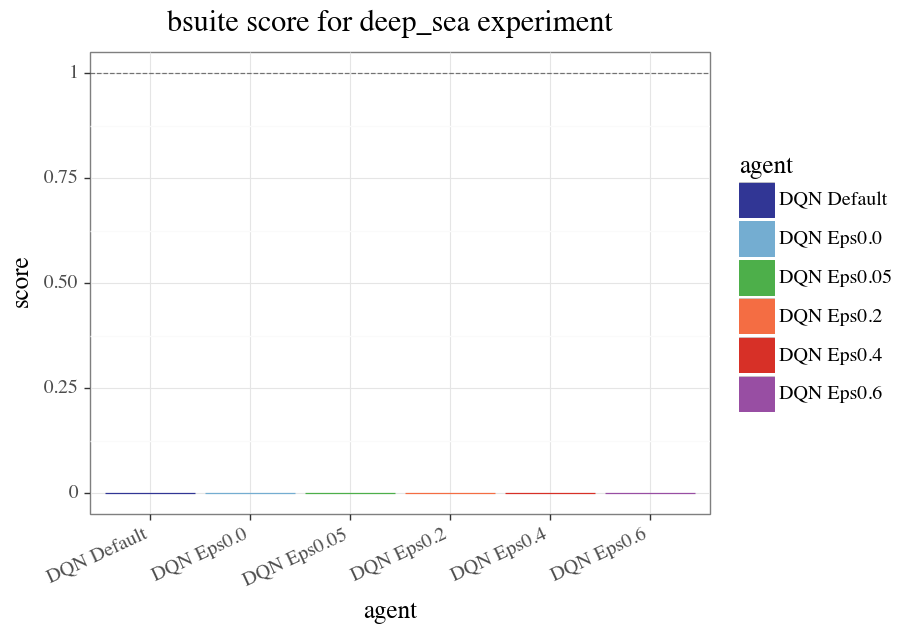 bsuite score for deep_sea experiment
1
0.75
0.50
0.25
0
score
DQN Default
DQN Eps0.0
DQN Eps0.05
DQN Eps0.2
DQN Eps0.4
DQN Eps0.6
agent
agent
DQN Default
DQN Eps0.0
DQN Eps0.05
DQN Eps0.2
DQN Eps0.4
DQN Eps0.6